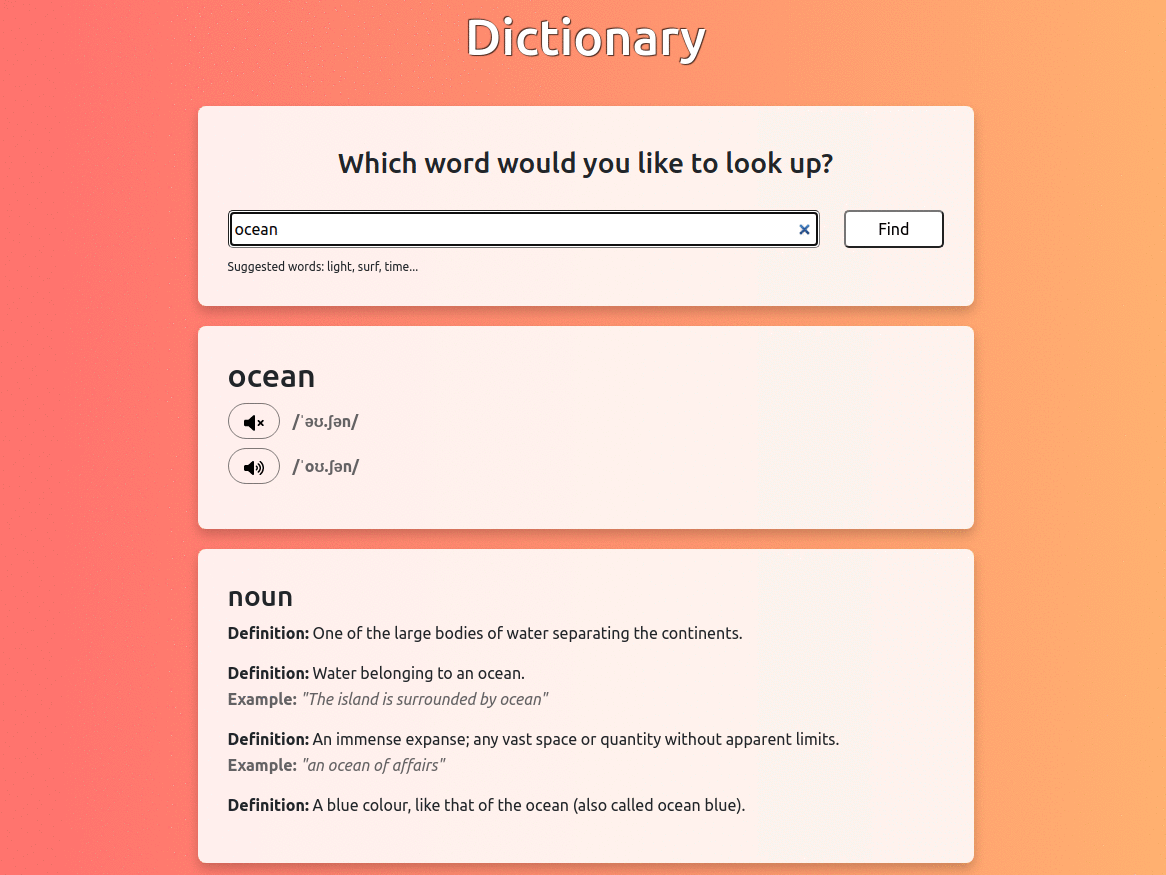 Dictionary
Which word would you like to look up?
ocean
Find
Suggested words: light, surf, time...
ocean
/ˈəʊ.ʃən/
/ˈoʊ.ʃən/
noun
Definition: One of the large bodies of water separating the continents.
Definition: Water belonging to an ocean.
Example: "The island is surrounded by ocean"
Definition: An immense expanse; any vast space or quantity without apparent limits.
Example: "an ocean of affairs"
Definition: A blue colour, like that of the ocean (also called ocean blue).